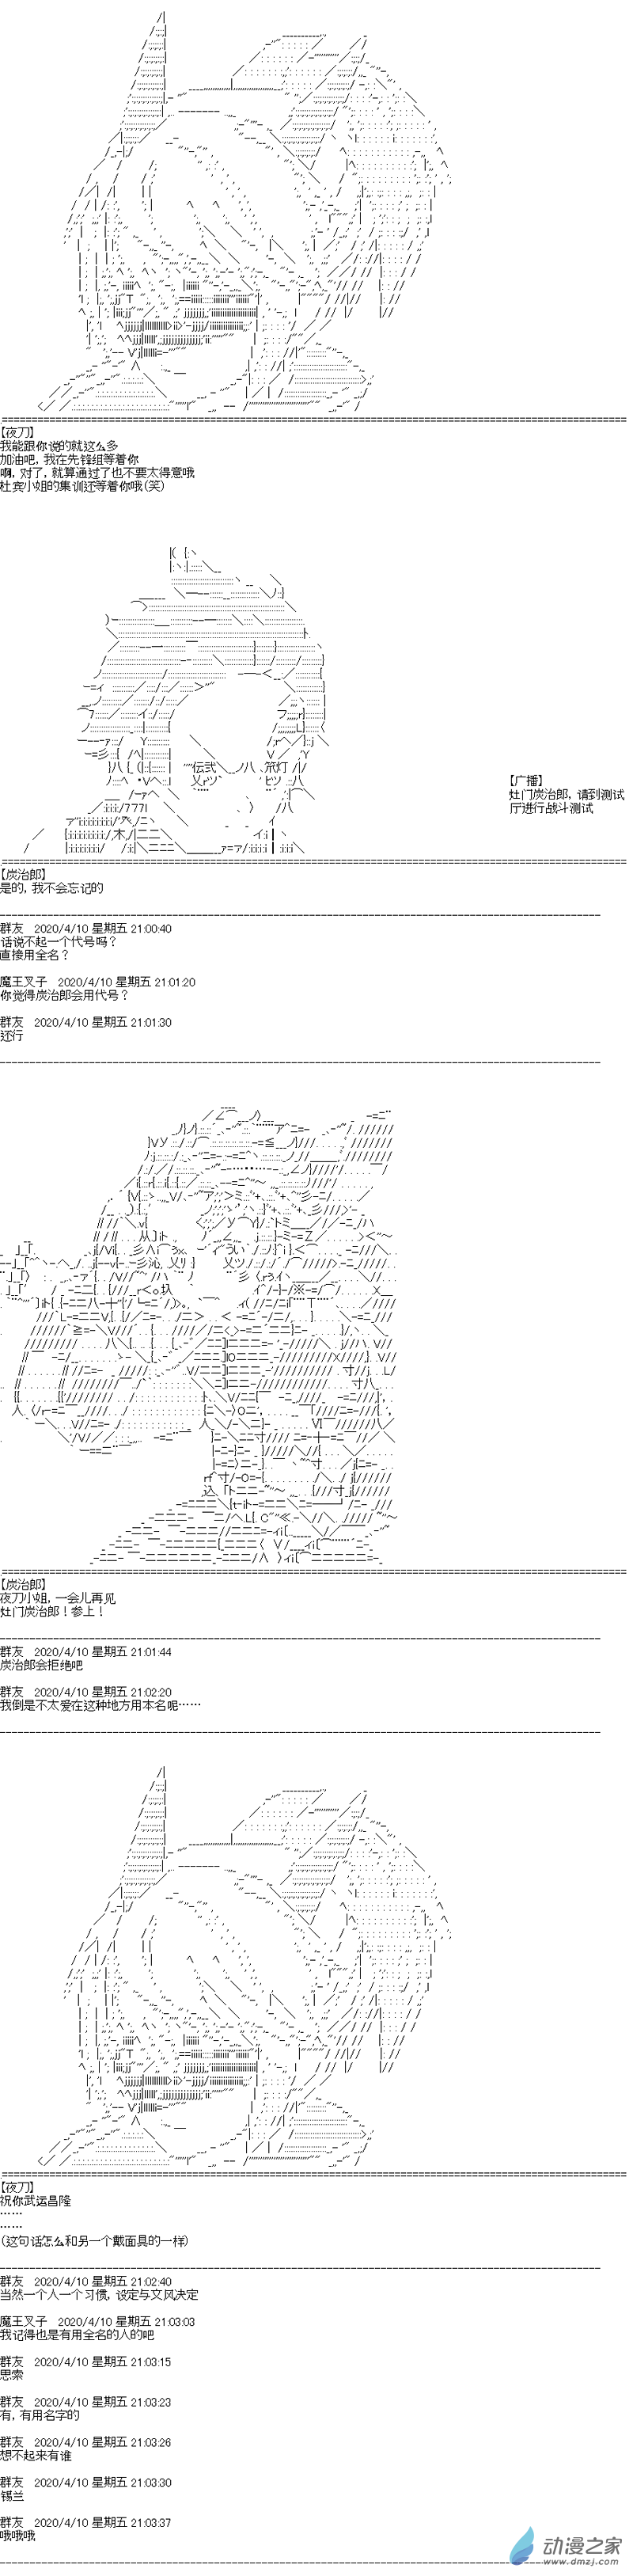 【夜刀】
我能跟你说的就这么多
加油吧，我在先锋组等着你
啊，对了，就算通过了也不要太得意哦
杜宾小姐的集训还等着你哦(笑)
【广播】
灶门炭治郎，请到测试
厅进行战斗测试
【炭治郎】
是的，我不会忘记的
群友 2020/4/10 星期五 21:00:40
话说不起一个代号吗？
直接用全名？
魔王叉子 2020/4/10 星期五 21:01:20
你觉得炭治郎会用代号？
群友 2020/4/10 星期五 21:01:30
还行
【炭治郎】
夜刀小姐，一会儿再见
灶门炭治郎！参上！
群友 2020/4/10 星期五 21:01:44
炭治郎会拒绝吧
群友 2020/4/10 星期五 21:02:20
我倒是不太爱在这种地方用本名呢……
【夜刀】
祝你武运昌隆
……
……
(这句话怎么和另一个戴面具的一样)
群友 2020/4/10 星期五 21:02:40
当然一个人一个习惯，设定与文风决定
魔王叉子 2020/4/10 星期五 21:03:03
我记得也是有用全名的人的吧
群友 2020/4/10 星期五 21:03:15
思索
群友 2020/4/10 星期五 21:03:23
有，有用名字的
群友 2020/4/10 星期五 21:03:26
想不起来有谁
群友 2020/4/10 星期五 21:03:30
锡兰
群友 2020/4/10 星期五 21:03:37
哦哦哦
动漫之家
www.dmzj.com